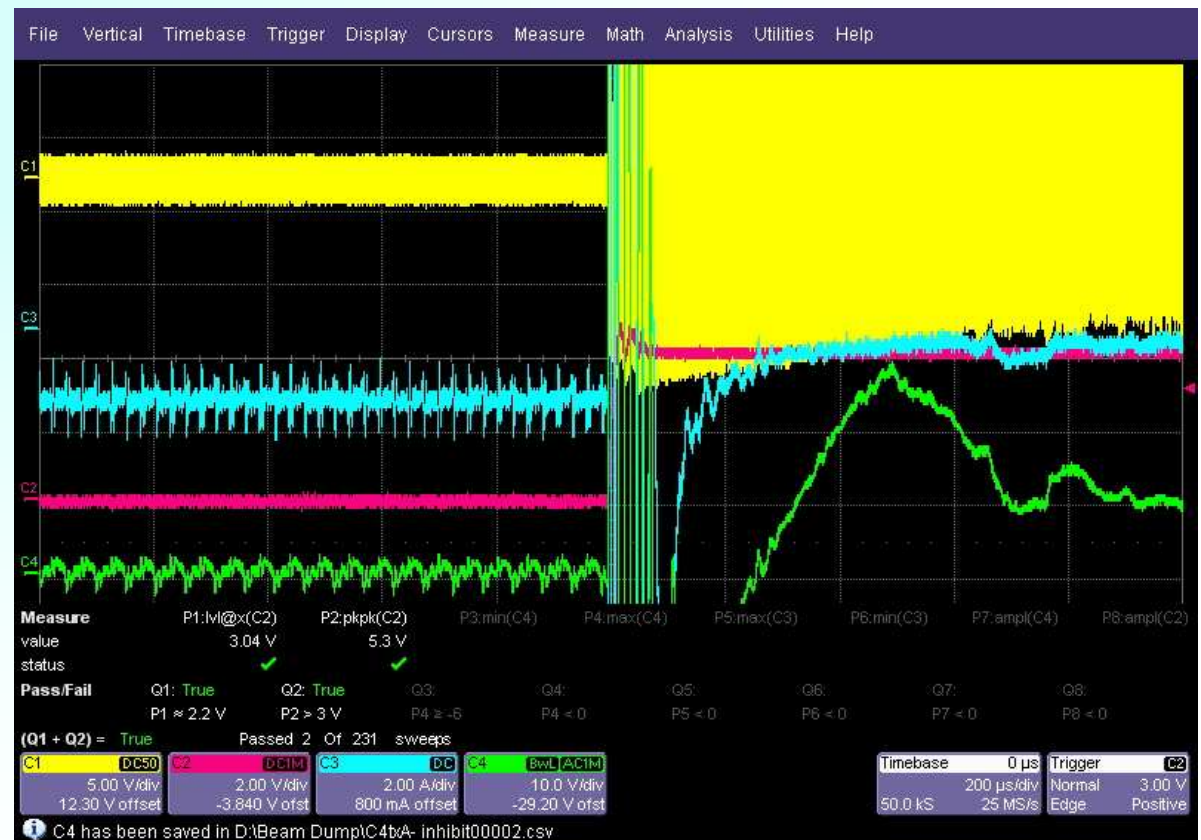 File Vertical Timebase Trigger Display Cursors Measure Math Analysis Utilities Help
C1
C3
C2
C4
Measure P1:lvl@x(C2) P2:pkpk(C2) P3:min(C4) P4:max(C4) P5:max(C3) P6:min(C3) P7:ampl(C4) P8:ampl(C2)
value 3.04 V 5.3 V
status
Pass/Fail Q1: True Q2: True Q3: Q4: Q5: Q6: Q7: Q8:
P1 ≈ 2.2 V P2 > 3 V P4 ≥ -6 P4 < 0 P5 < 0 P6 < 0 P7 < 0 P8 < 0
(Q1 + Q2) = True Passed 2 Of 231 sweeps
C1 DC50 C2 DC1M C3 DC C4 BwL AC1M Timebase 0 µs Trigger C2
5.00 V/div 2.00 V/div 2.00 A/div 10.0 V/div 200 µs/div Normal 3.00 V
12.30 V offset -3.840 V ofst 800 mA offset -29.20 V ofst 50.0 kS 25 MS/s Edge Positive
C4 has been saved in D:\Beam Dump\C4txA- inhibit00002.csv